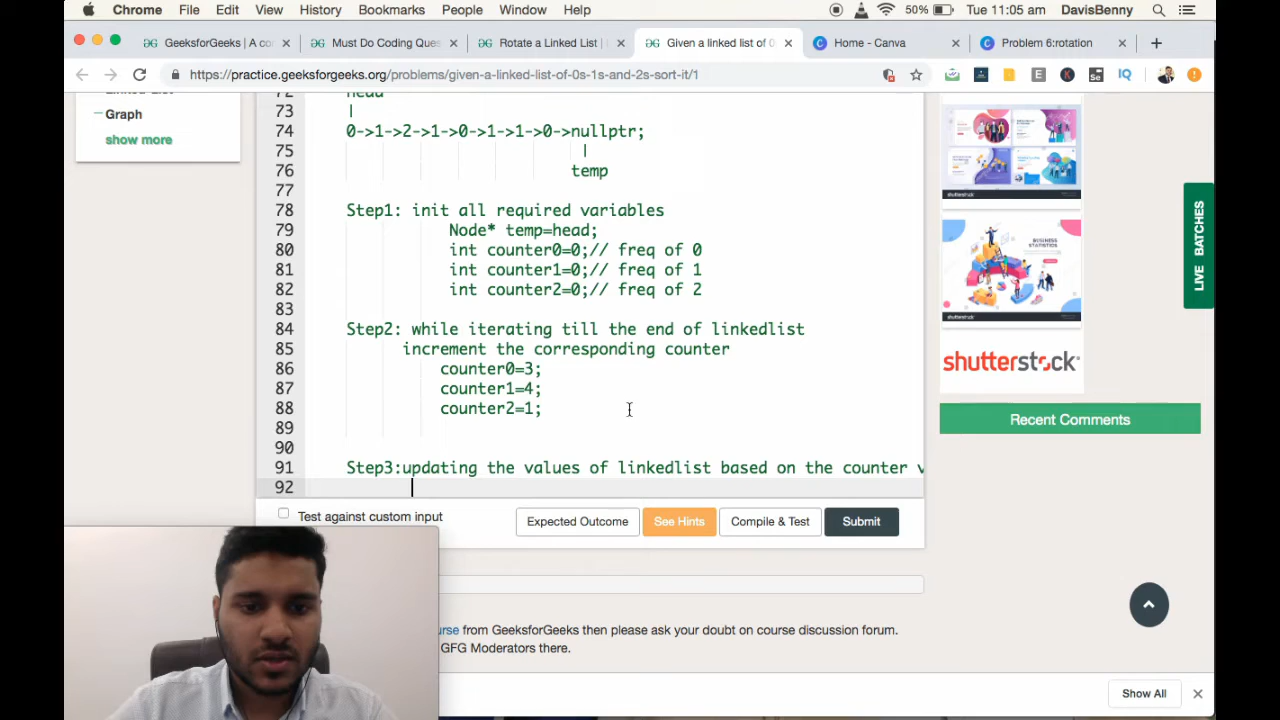 Chrome File Edit View History Bookmarks People Window Help 50% Tue 11:05 am DavisBenny
GeeksforGeeks | A con
Must Do Coding Ques
Rotate a Linked List |
Given a linked list of 0s
Home - Canva
Problem 6:rotation
https://practice.geeksforgeeks.org/problems/given-a-linked-list-of-0s-1s-and-2s-sort-it/1
Linked List
Graph
show more
72 head
73 |
74 0->1->2->1->0->1->1->0->nullptr;
75 |
76 temp
77
78 Step1: init all required variables
79 Node* temp=head;
80 int counter0=0;// freq of 0
81 int counter1=0;// freq of 1
82 int counter2=0;// freq of 2
83
84 Step2: while iterating till the end of linkedlist
85 increment the corresponding counter
86 counter0=3;
87 counter1=4;
88 counter2=1;
89
90
91 Step3:updating the values of linkedlist based on the counter v
92
Test against custom input
Expected Outcome
See Hints
Compile & Test
Submit
BUSINESS
STATISTICS
shutterstock
Recent Comments
LIVE BATCHES
urse from GeeksforGeeks then please ask your doubt on course discussion forum.
GFG Moderators there.
Show All